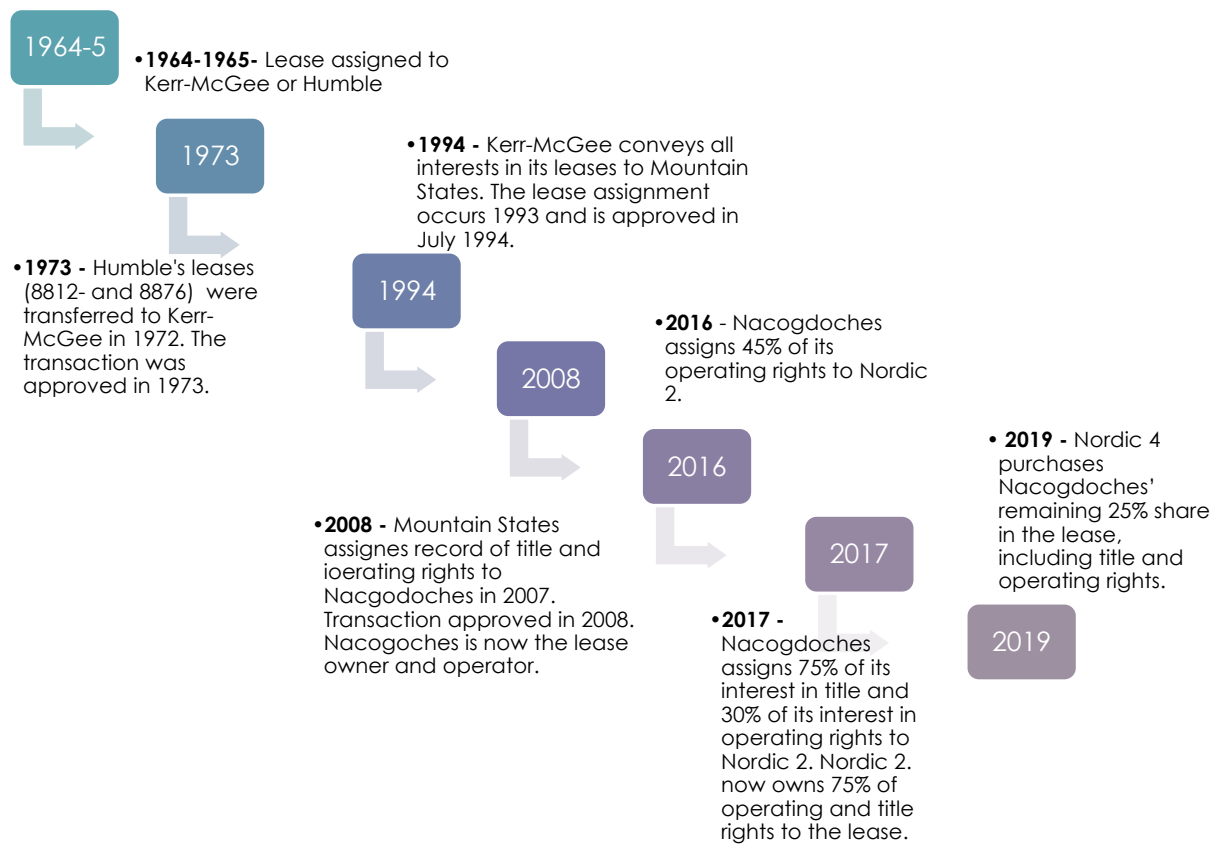 1964-5
•1964-1965- Lease assigned to
Kerr-McGee or Humble
1973
•1973 - Humble's leases
(8812- and 8876)  were
transferred to Kerr-
McGee in 1972. The
transaction was
approved in 1973.
•1994 - Kerr-McGee conveys all
interests in its leases to Mountain
States. The lease assignment
occurs 1993 and is approved in
July 1994.
1994
2008
•2008 - Mountain States
assignes record of title and
ioerating rights to
Nacgodoches in 2007.
Transaction approved in 2008.
Nacogoches is now the lease
owner and operator.
•2016 - Nacogdoches
assigns 45% of its
operating rights to Nordic
2.
2016
2017
•2017 -
Nacogdoches
assigns 75% of its
interest in title and
30% of its interest in
operating rights to
Nordic 2. Nordic 2.
now owns 75% of
operating and title
rights to the lease.
• 2019 - Nordic 4
purchases
Nacogdoches’
remaining 25% share
in the lease,
including title and
operating rights.
2019